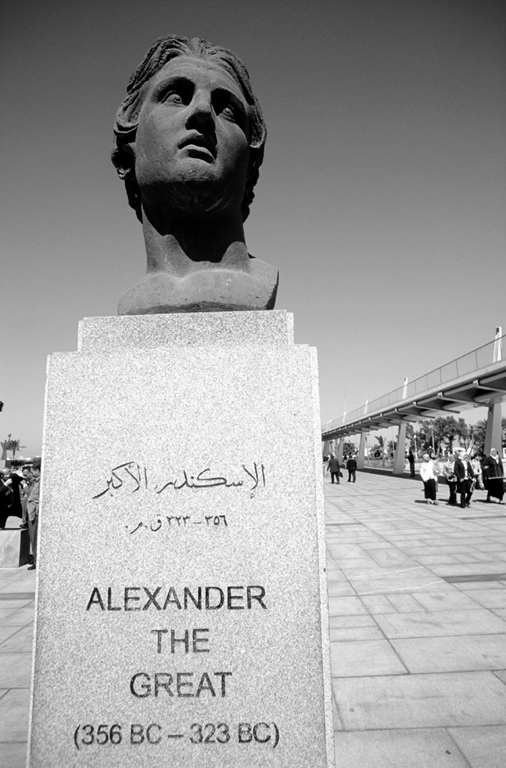 الإسكندر الأكبر
٣٥٦ – ٣٢٣ ق.م.
ALEXANDER
THE
GREAT
(356 BC – 323 BC)